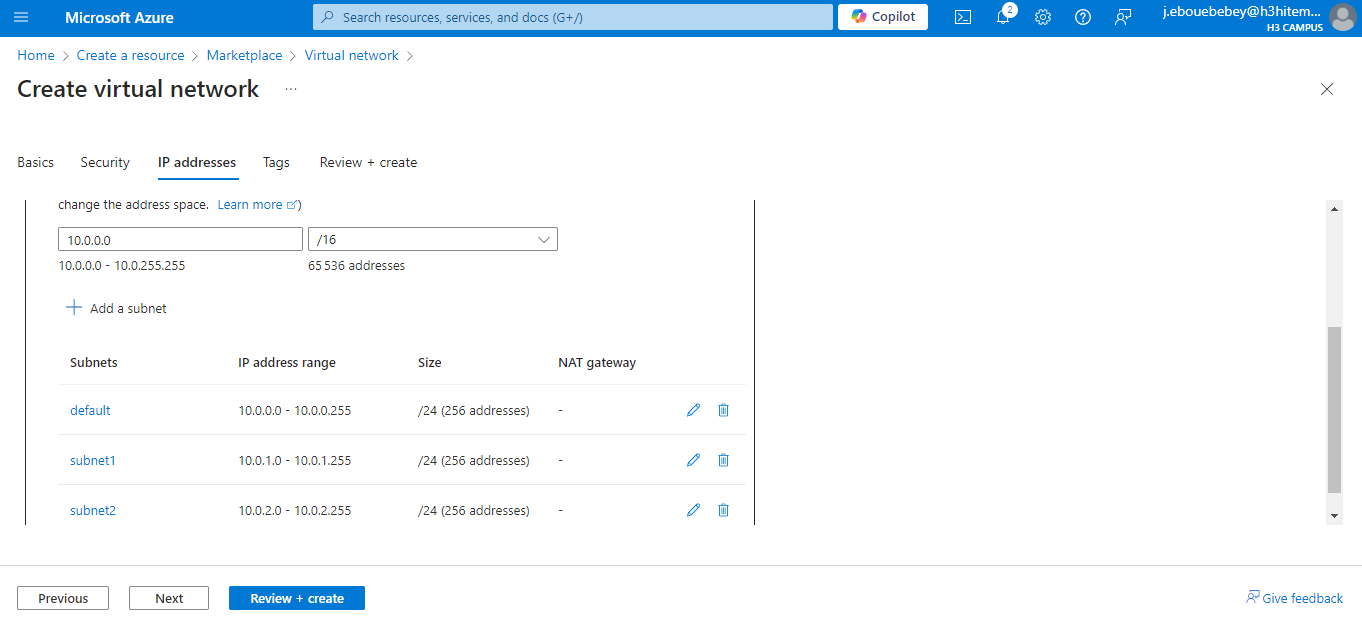 Microsoft Azure
Search resources, services, and docs (G+/)
Copilot
2
j.ebouebebey@h3hitem...
H3 CAMPUS
Home > Create a resource > Marketplace > Virtual network >
Create virtual network ...
Basics Security IP addresses Tags Review + create
change the address space. Learn more )
10.0.0.0 /16
10.0.0.0 - 10.0.255.255 65 536 addresses
+ Add a subnet
Subnets IP address range Size NAT gateway
default 10.0.0.0 - 10.0.0.255 /24 (256 addresses) -
subnet1 10.0.1.0 - 10.0.1.255 /24 (256 addresses) -
subnet2 10.0.2.0 - 10.0.2.255 /24 (256 addresses) -
Previous Next Review + create Give feedback